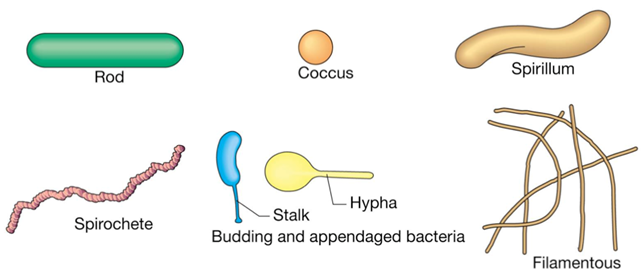 Rod
Coccus
Spirillum
Spirochete
Stalk
Hypha
Budding and appendaged bacteria
Filamentous